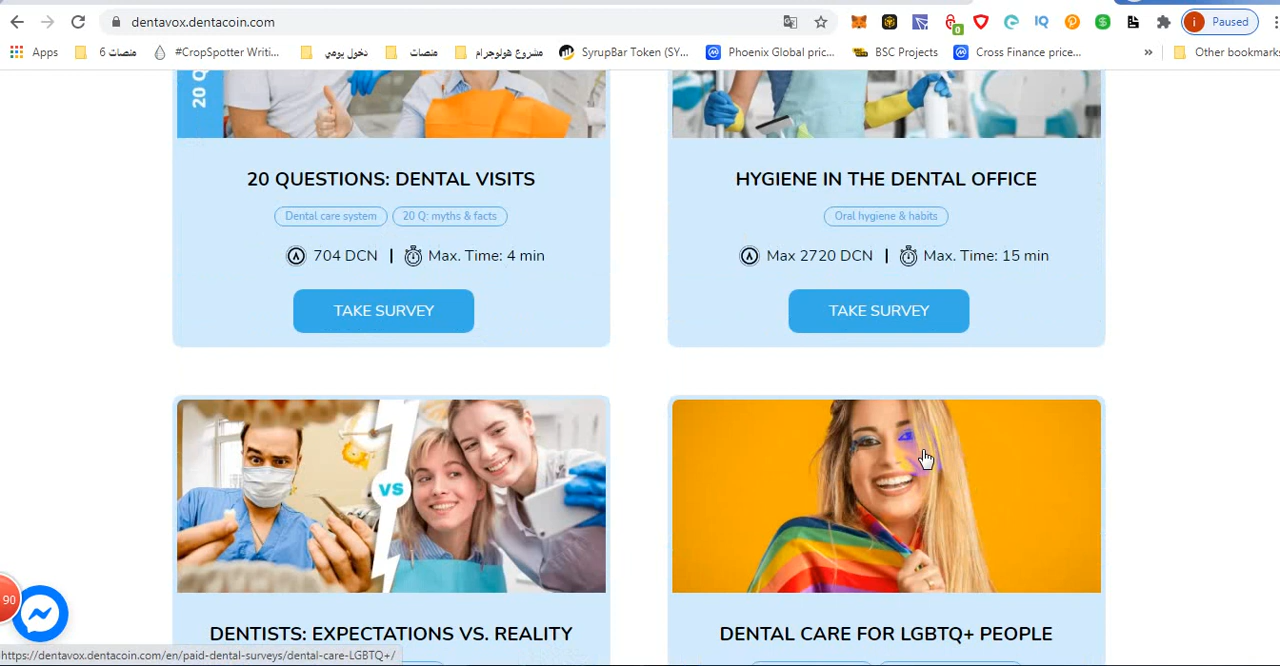 dentavox.dentacoin.com
0
i Paused
Apps منصات 6 #CropSpotter Writi... دخول يومي منصات مشروع هولوجرام SyrupBar Token (SY... Phoenix Global pric... BSC Projects Cross Finance price... » Other bookmarks
20 Q
20 QUESTIONS: DENTAL VISITS
Dental care system 20 Q: myths & facts
704 DCN | Max. Time: 4 min
TAKE SURVEY
HYGIENE IN THE DENTAL OFFICE
Oral hygiene & habits
Max 2720 DCN | Max. Time: 15 min
TAKE SURVEY
VS
DENTISTS: EXPECTATIONS VS. REALITY
DENTAL CARE FOR LGBTQ+ PEOPLE
90
https://dentavox.dentacoin.com/en/paid-dental-surveys/dental-care-LGBTQ+/